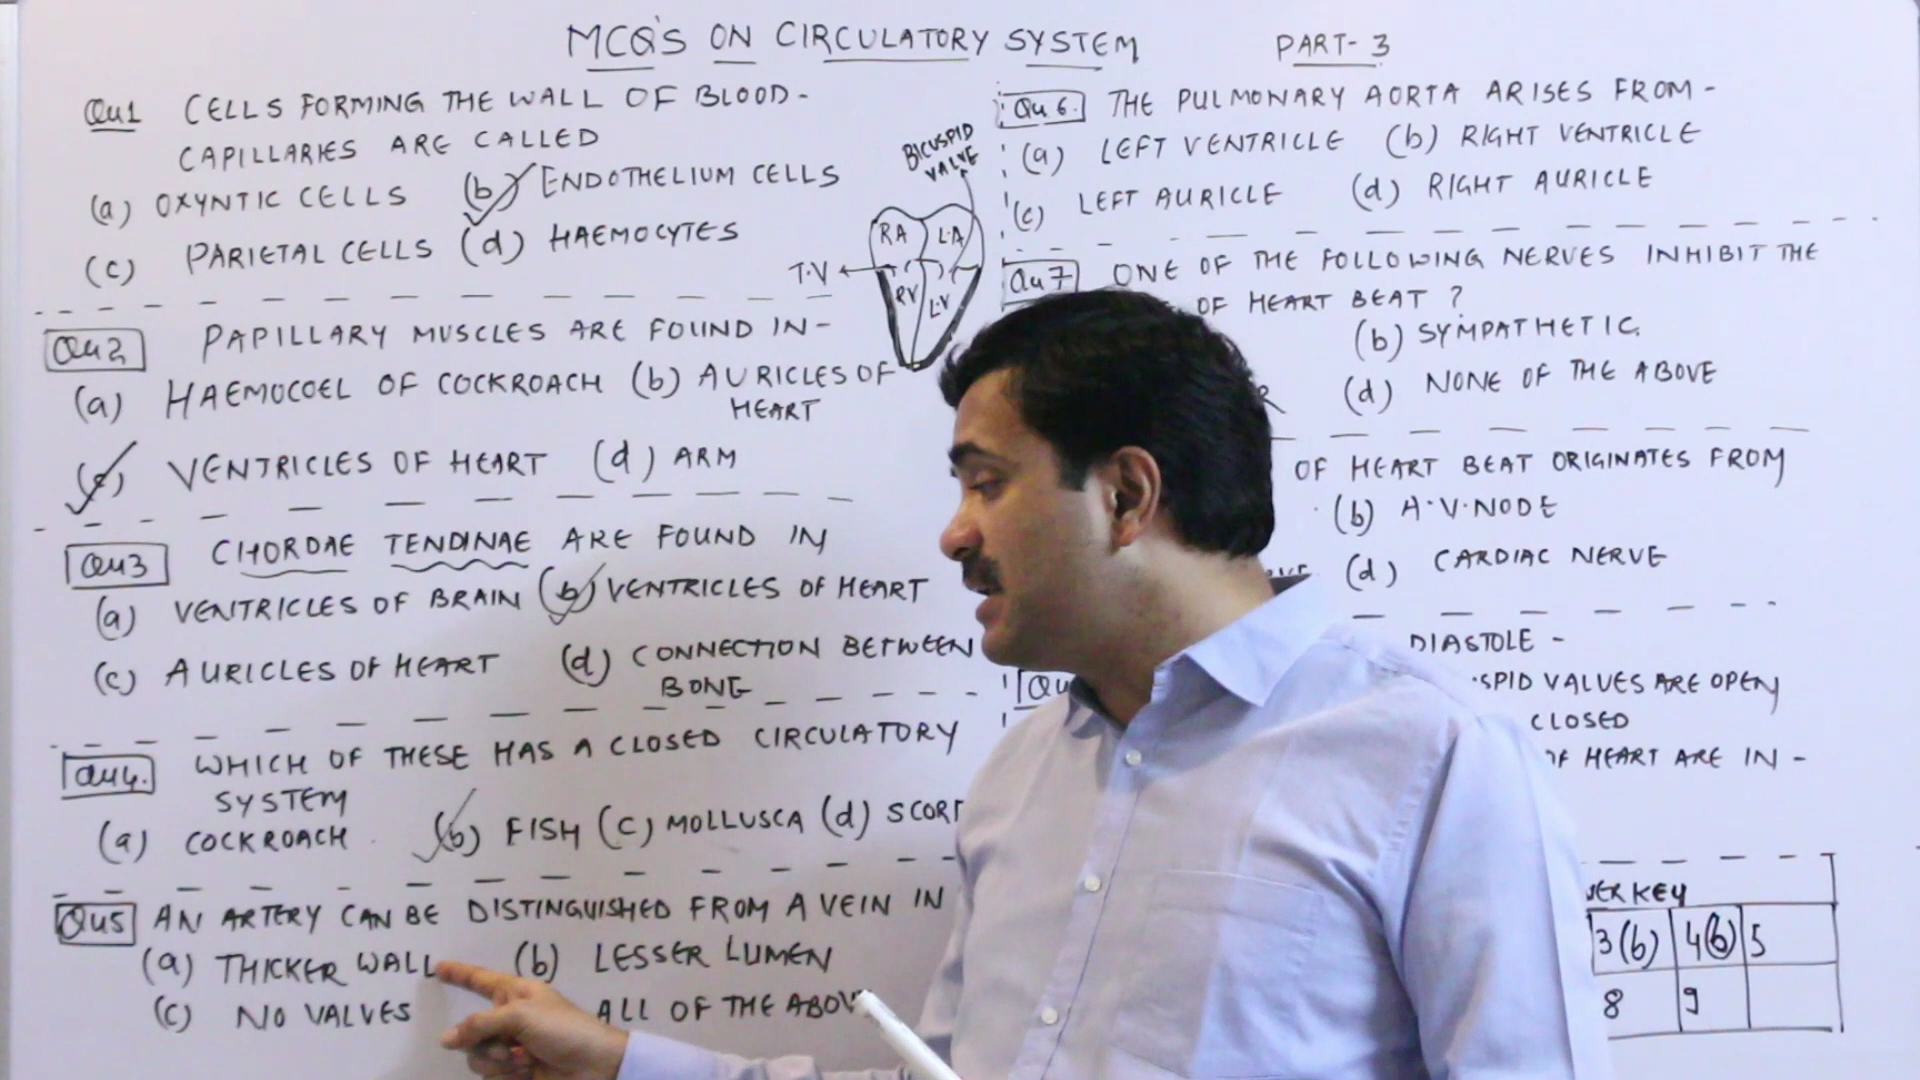 MCQ'S ON CIRCULATORY SYSTEM PART-3
Qu1 CELLS FORMING THE WALL OF BLOOD-
CAPILLARIES ARE CALLED
(a) OXYNTIC CELLS (b) ENDOTHELIUM CELLS
(c) PARIETAL CELLS (d) HAEMOCYTES
Qu2 PAPILLARY MUSCLES ARE FOUND IN-
(a) HAEMOCOEL OF COCKROACH (b) AURICLES OF
HEART
(c) VENTRICLES OF HEART (d) ARM
Qu3 CHORDAE TENDINAE ARE FOUND IN
(a) VENTRICLES OF BRAIN (b) VENTRICLES OF HEART
(c) AURICLES OF HEART (d) CONNECTION BETWEEN
BONE
Qu4. WHICH OF THESE HAS A CLOSED CIRCULATORY
SYSTEM
(a) COCKROACH (b) FISH (c) MOLLUSCA (d)
Qu5 AN ARTERY CAN BE DISTINGUISHED FROM A VEIN IN
(a) THICKER WALL (b) LESSER LUMEN
(c) NO VALVES ALL OF THE
BICUSPID
VALVE
RA L.A
T.V
RV L.V
Qu6. THE PULMONARY AORTA ARISES FROM-
(a) LEFT VENTRICLE (b) RIGHT VENTRICLE
(c) LEFT AURICLE (d) RIGHT AURICLE
Qu7 ONE OF THE FOLLOWING NERVES INHIBIT THE
OF HEART BEAT ?
(b) SYMPATHETIC
(d) NONE OF THE ABOVE
OF HEART BEAT ORIGINATES FROM
(b) A.V.NODE
(d) CARDIAC NERVE
DIASTOLE -
VALVES ARE OPEN
CLOSED
HEART ARE IN -
KEY
3(b) 4(b) 5
8 9